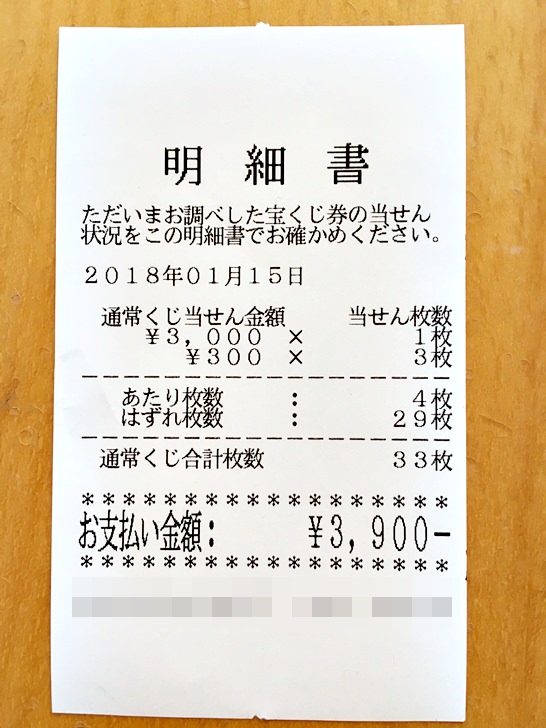 明 細 書
ただいまお調べした宝くじ券の当せん
状況をこの明細書でお確かめください。
2018年01月15日
通常くじ当せん金額 当せん枚数
¥3,000 × 1枚
¥300 × 3枚
あたり枚数 : 4枚
はずれ枚数 : 29枚
通常くじ合計枚数 33枚
******************
お支払い金額: ¥3,900-
******************